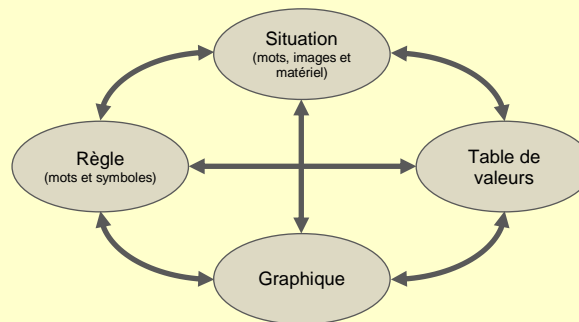 Situation
(mots, images et
matériel)
Règle
(mots et symboles)
Table de
valeurs
Graphique